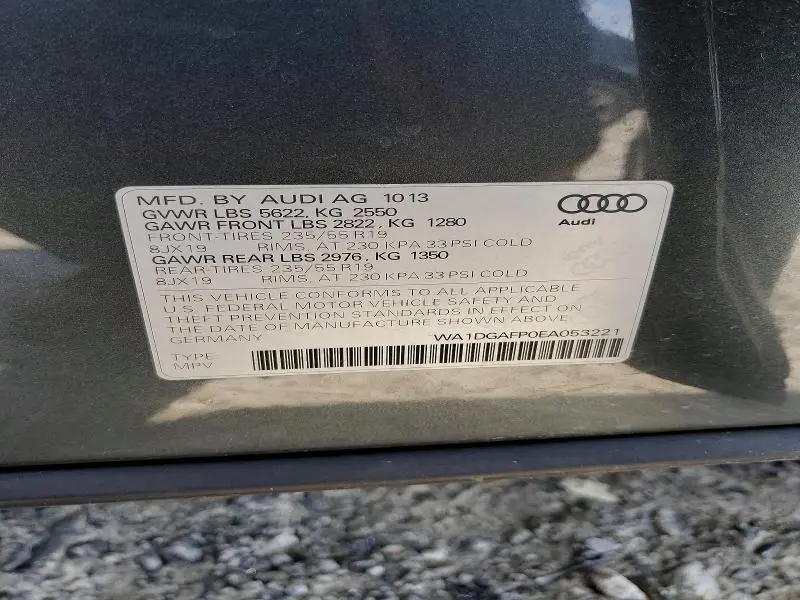 MFD. BY AUDI AG 10 13
GVWR LBS 5622, KG 2550
GAWR FRONT LBS 2822, KG 1280
FRONT-TIRES 235/55 R19
8JX19 RIMS, AT 230 KPA 33 PSI COLD
GAWR REAR LBS 2976, KG 1350
REAR-TIRES 235/55 R19
8JX19 RIMS, AT 230 KPA 33 PSI COLD
Audi
THIS VEHICLE CONFORMS TO ALL APPLICABLE
U.S. FEDERAL MOTOR VEHICLE SAFETY AND
THEFT PREVENTION STANDARDS IN EFFECT ON
THE DATE OF MANUFACTURE SHOWN ABOVE.
GERMANY WA1DGAFP0EA053221
TYPE
MPV